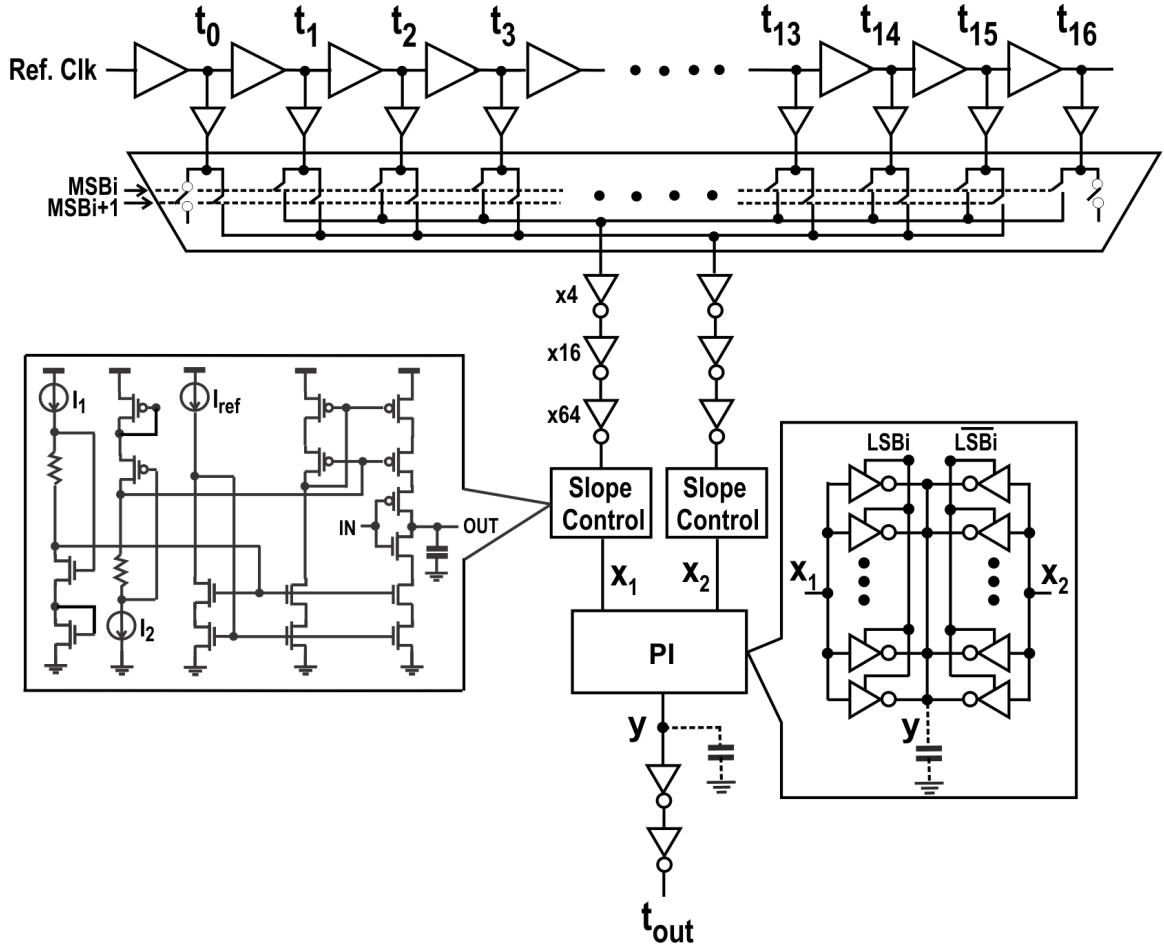 t0 t1 t2 t3 t13 t14 t15 t16
Ref. Clk
MSBi
MSBi+1
x4
x16
x64
I1
Iref
I2
IN
OUT
Slope Control
Slope Control
x1
x2
PI
y
tout
LSBi
LSBi
x1
x2
y